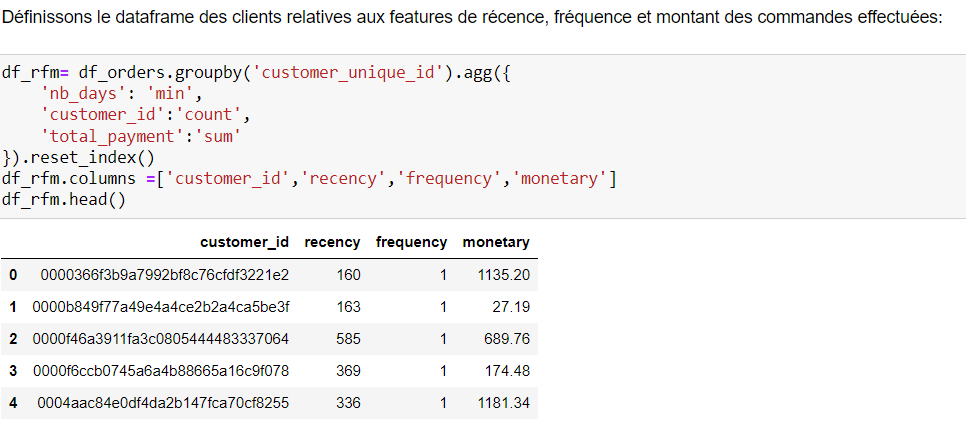 Définissons le dataframe des clients relatives aux features de récence, fréquence et montant des commandes effectuées:
df_rfm= df_orders.groupby('customer_unique_id').agg({
    'nb_days': 'min',
    'customer_id':'count',
    'total_payment':'sum'
}).reset_index()
df_rfm.columns =['customer_id','recency','frequency','monetary']
df_rfm.head()
customer_id recency frequency monetary
0 0000366f3b9a7992bf8c76cfdf3221e2 160 1 1135.20
1 0000b849f77a49e4a4ce2b2a4ca5be3f 163 1 27.19
2 0000f46a3911fa3c0805444483337064 585 1 689.76
3 0000f6ccb0745a6a4b88665a16c9f078 369 1 174.48
4 0004aac84e0df4da2b147fca70cf8255 336 1 1181.34